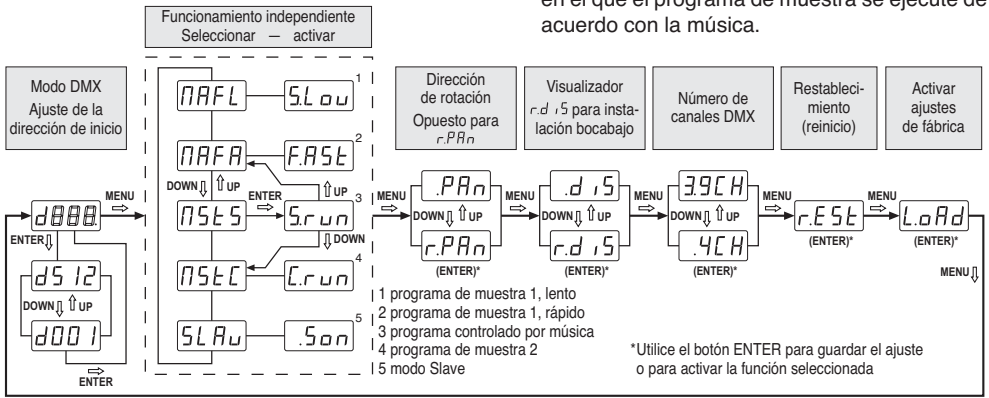 en el que el programa de muestra se ejecute de
acuerdo con la música.
Funcionamiento independiente
Seleccionar — activar
Modo DMX
Ajuste de la
dirección de inicio
Dirección
de rotación
Opuesto para
r.PAn
Visualizador
r.diS para insta-
lación bocabajo
Número de
canales DMX
Restableci-
miento
(reinicio)
Activar
ajustes
de fábrica
d888.
ENTER
d512
DOWN UP
d001
ENTER
MENU
MAFL S.Lou 1
MAFA F.ASt 2
DOWN UP ENTER UP
MStS S.run 3
DOWN
MStC C.run 4
SLAu .Son 5
MENU
.PAn
DOWN UP
r.PAn
(ENTER)*
MENU
.diS
DOWN UP
r.diS
(ENTER)*
MENU
3.9CH
DOWN UP
.4CH
(ENTER)*
MENU
r.ESt
(ENTER)*
MENU
L.oAd
(ENTER)*
MENU
1 programa de muestra 1, lento
2 programa de muestra 1, rápido
3 programa controlado por música
4 programa de muestra 2
5 modo Slave
*Utilice el botón ENTER para guardar el ajuste
o para activar la función seleccionada